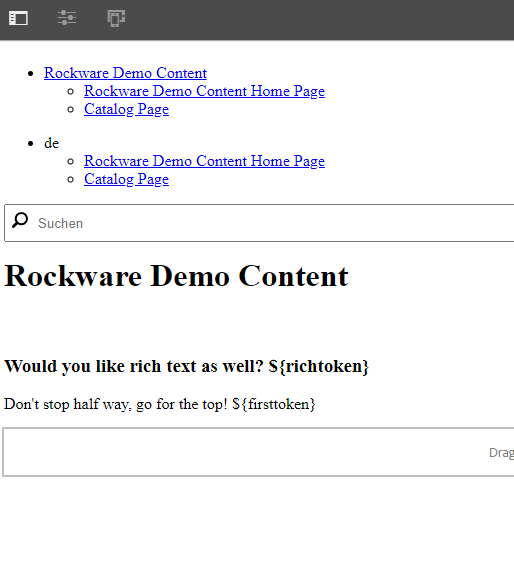 Rockware Demo Content
Rockware Demo Content Home Page
Catalog Page
de
Rockware Demo Content Home Page
Catalog Page
Suchen
Rockware Demo Content
Would you like rich text as well? ${richtoken}
Don't stop half way, go for the top! ${firsttoken}
Drag